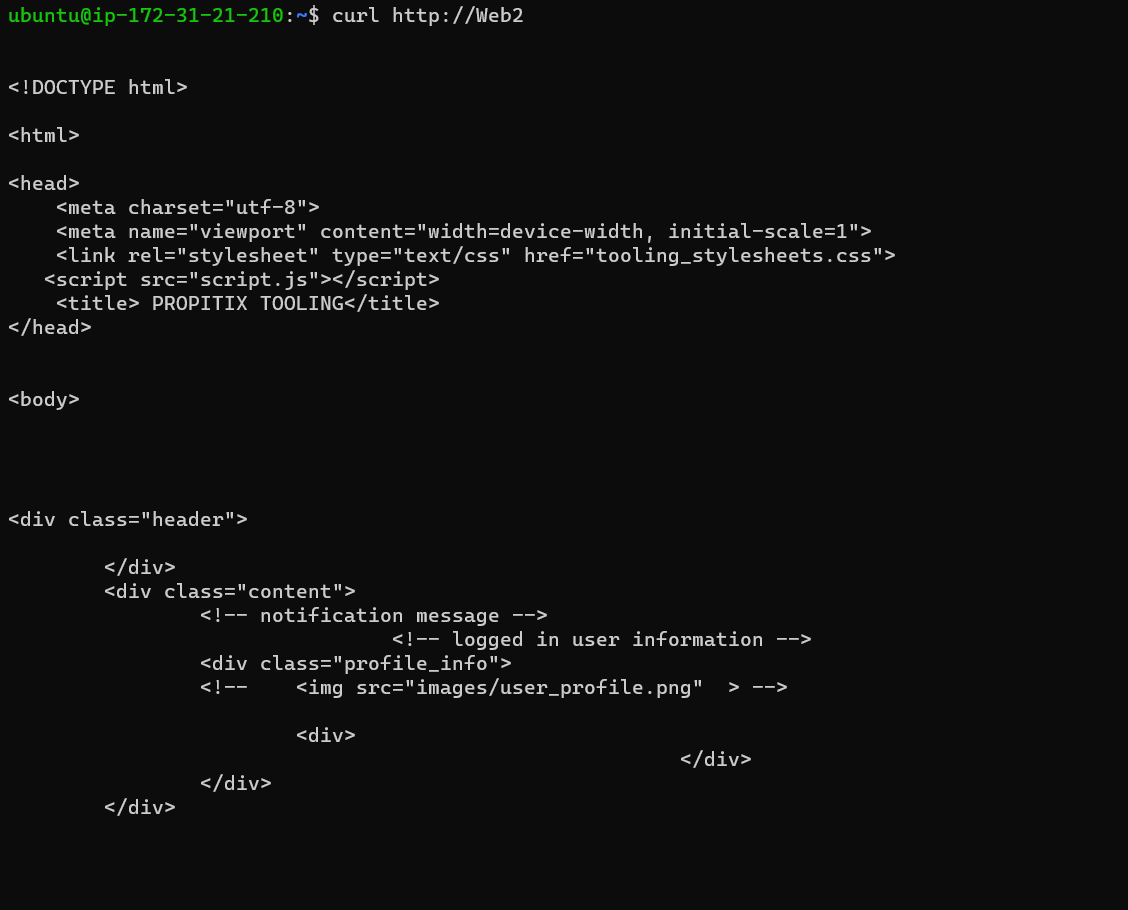 ubuntu@ip-172-31-21-210:~$ curl http://Web2
<!DOCTYPE html>
<html>
<head>
    <meta charset="utf-8">
    <meta name="viewport" content="width=device-width, initial-scale=1">
    <link rel="stylesheet" type="text/css" href="tooling_stylesheets.css">
   <script src="script.js"></script>
    <title> PROPITIX TOOLING</title>
</head>
<body>
<div class="header">
        </div>
        <div class="content">
                <!-- notification message -->
                                <!-- logged in user information -->
                <div class="profile_info">
                <!--    <img src="images/user_profile.png"  > -->
                        <div>
                                                        </div>
                </div>
        </div>